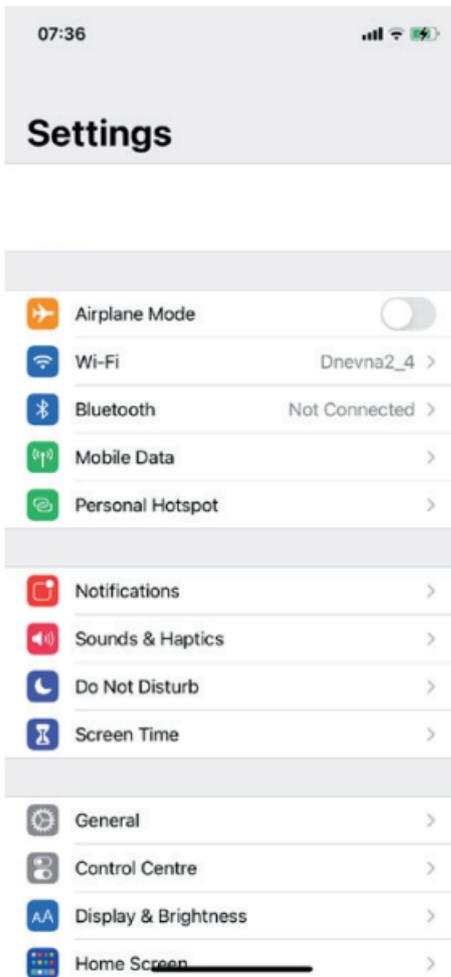 07:36
Settings
Airplane Mode
Wi-Fi Dnevna2_4
Bluetooth Not Connected
Mobile Data
Personal Hotspot
Notifications
Sounds & Haptics
Do Not Disturb
Screen Time
General
Control Centre
AA Display & Brightness
Home Screen